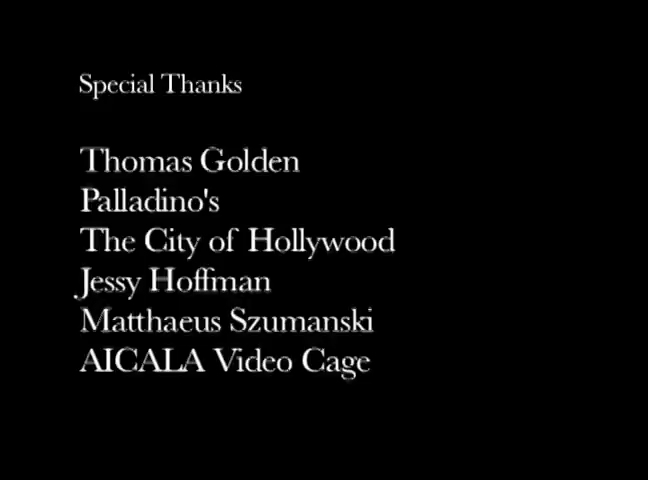 Special Thanks
Thomas Golden
Palladino's
The City of Hollywood
Jessy Hoffman
Matthaeus Szumanski
AICALA Video Cage